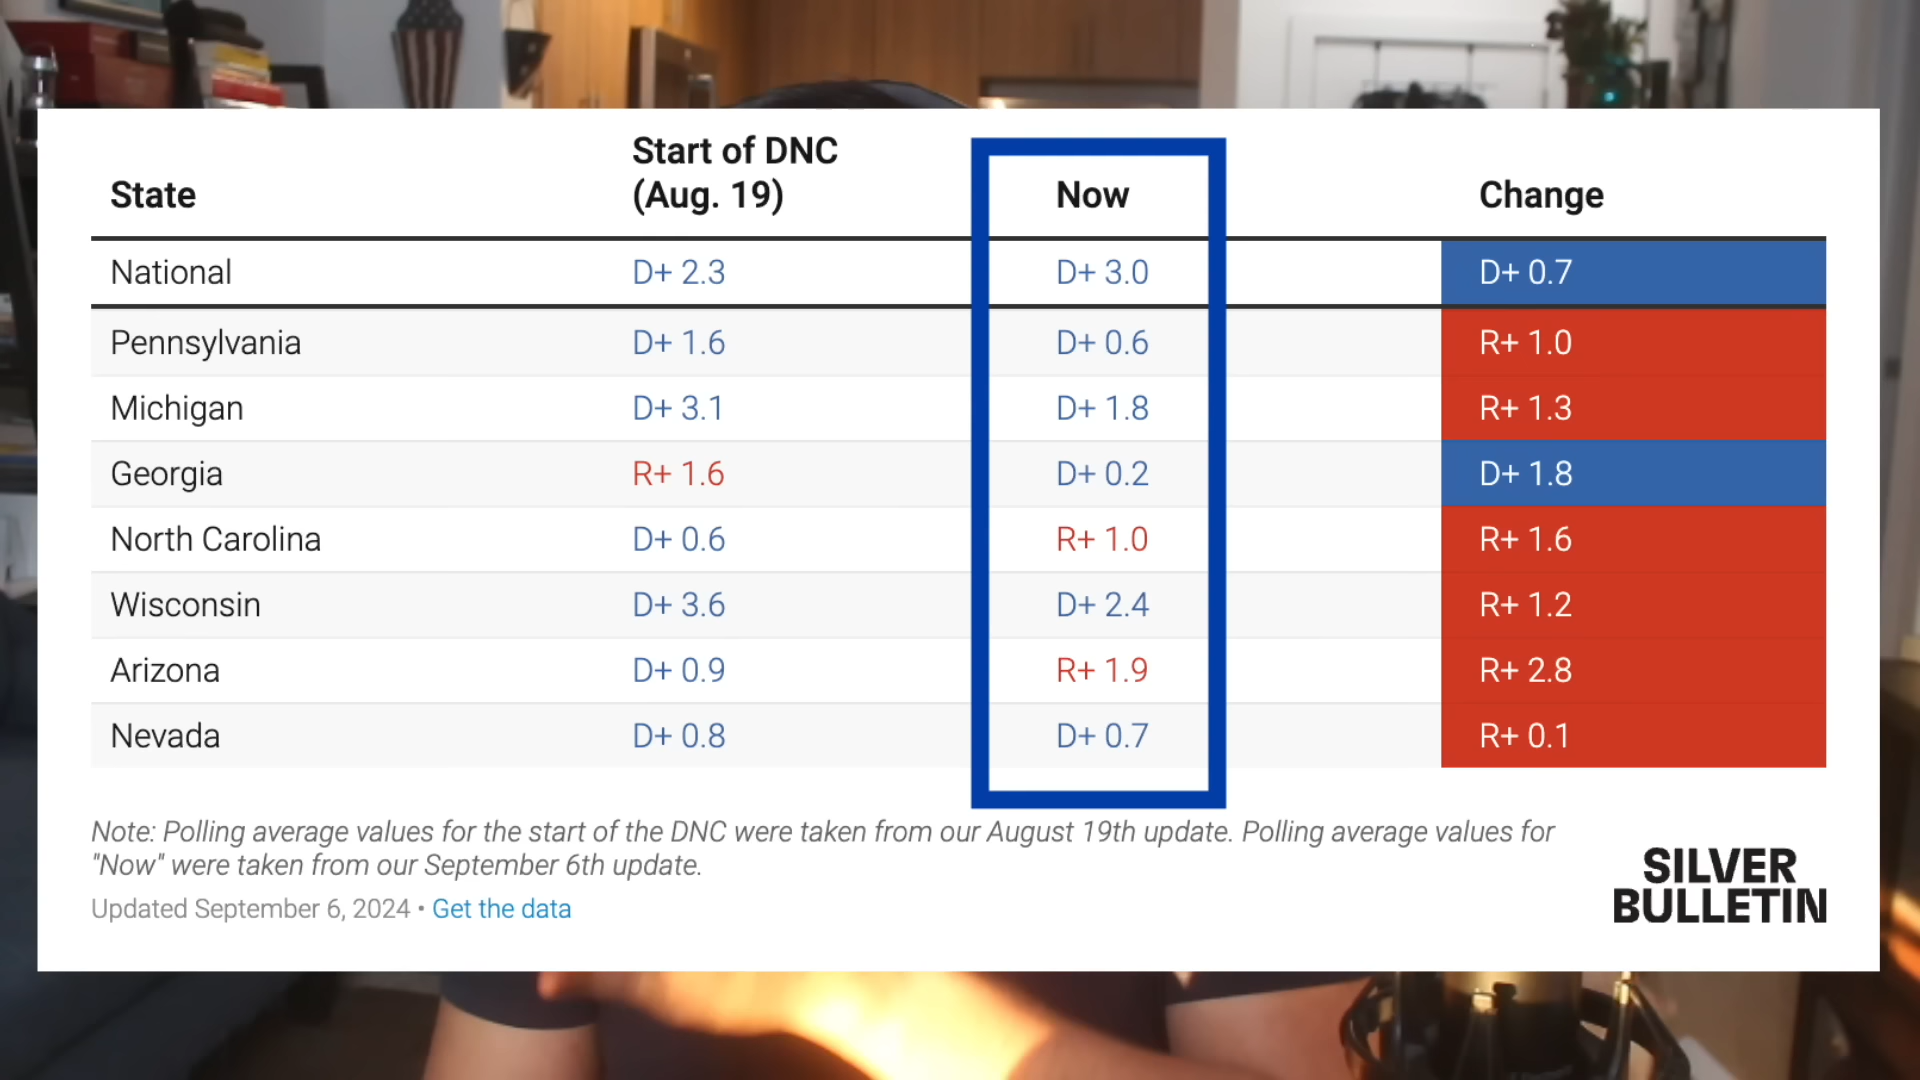 State Start of DNC (Aug. 19) Now Change
National D+ 2.3 D+ 3.0 D+ 0.7
Pennsylvania D+ 1.6 D+ 0.6 R+ 1.0
Michigan D+ 3.1 D+ 1.8 R+ 1.3
Georgia R+ 1.6 D+ 0.2 D+ 1.8
North Carolina D+ 0.6 R+ 1.0 R+ 1.6
Wisconsin D+ 3.6 D+ 2.4 R+ 1.2
Arizona D+ 0.9 R+ 1.9 R+ 2.8
Nevada D+ 0.8 D+ 0.7 R+ 0.1
Note: Polling average values for the start of the DNC were taken from our August 19th update. Polling average values for
"Now" were taken from our September 6th update.
Updated September 6, 2024 • Get the data
SILVER
BULLETIN